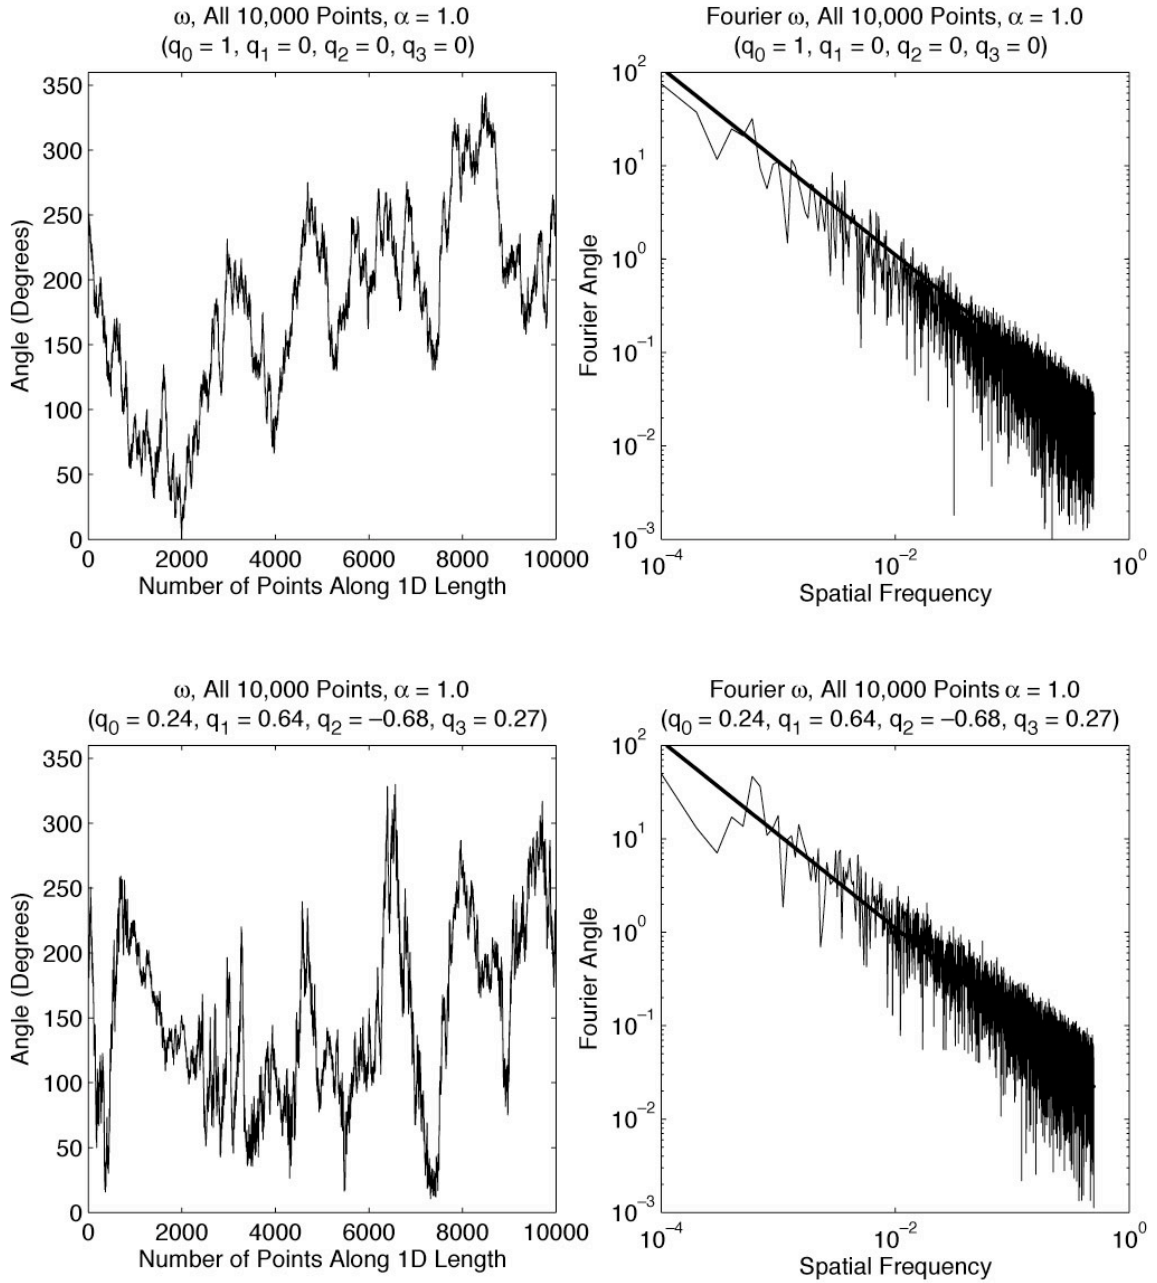 ω, All 10,000 Points, α = 1.0
(q₀ = 1, q₁ = 0, q₂ = 0, q₃ = 0)
350
300
250
200
150
100
50
0
Angle (Degrees)
0 2000 4000 6000 8000 10000
Number of Points Along 1D Length
Fourier ω, All 10,000 Points, α = 1.0
(q₀ = 1, q₁ = 0, q₂ = 0, q₃ = 0)
10²
10¹
10⁰
10⁻¹
10⁻²
10⁻³
Fourier Angle
10⁻⁴ 10⁻² 10⁰
Spatial Frequency
ω, All 10,000 Points, α = 1.0
(q₀ = 0.24, q₁ = 0.64, q₂ = −0.68, q₃ = 0.27)
350
300
250
200
150
100
50
0
Angle (Degrees)
0 2000 4000 6000 8000 10000
Number of Points Along 1D Length
Fourier ω, All 10,000 Points α = 1.0
(q₀ = 0.24, q₁ = 0.64, q₂ = −0.68, q₃ = 0.27)
10²
10¹
10⁰
10⁻¹
10⁻²
10⁻³
Fourier Angle
10⁻⁴ 10⁻² 10⁰
Spatial Frequency